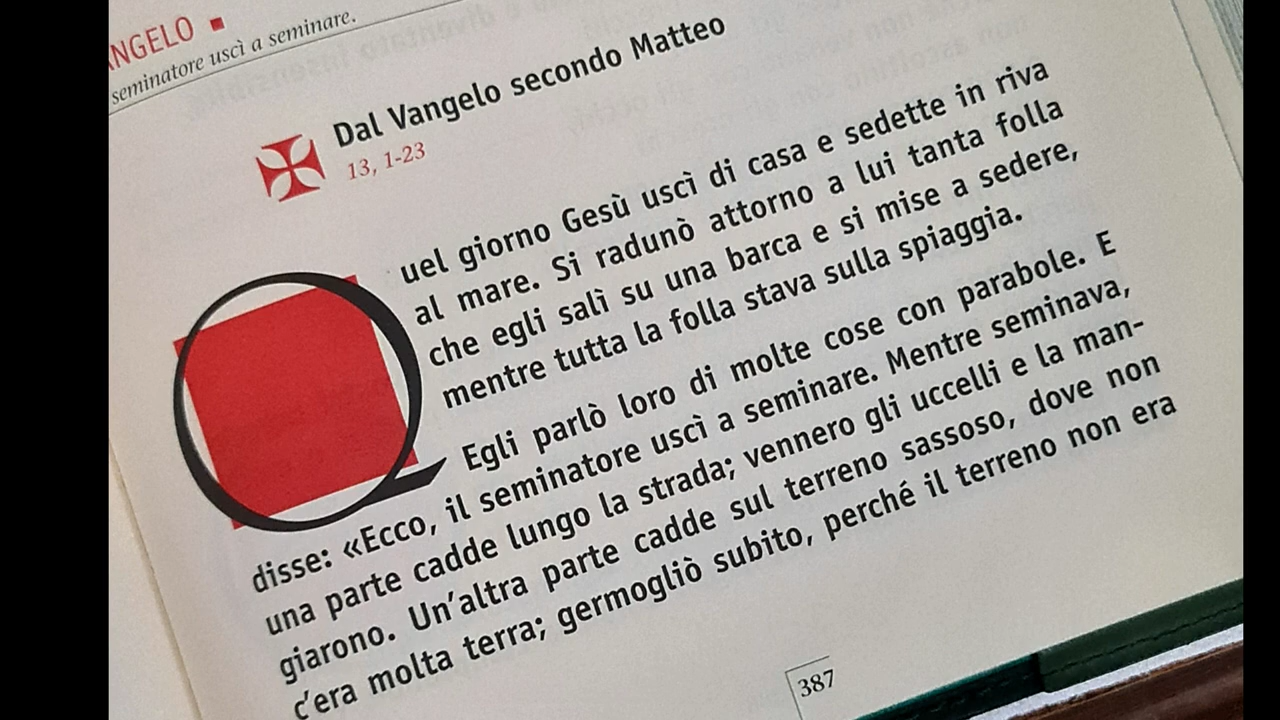 ANGELO ■
seminatore uscì a seminare.
Dal Vangelo secondo Matteo
13, 1-23
Quel giorno Gesù uscì di casa e sedette in riva
al mare. Si radunò attorno a lui tanta folla
che egli salì su una barca e si mise a sedere,
mentre tutta la folla stava sulla spiaggia.
Egli parlò loro di molte cose con parabole. E
disse: «Ecco, il seminatore uscì a seminare. Mentre seminava,
una parte cadde lungo la strada; vennero gli uccelli e la man-
giarono. Un'altra parte cadde sul terreno sassoso, dove non
c'era molta terra; germogliò subito, perché il terreno non era
387